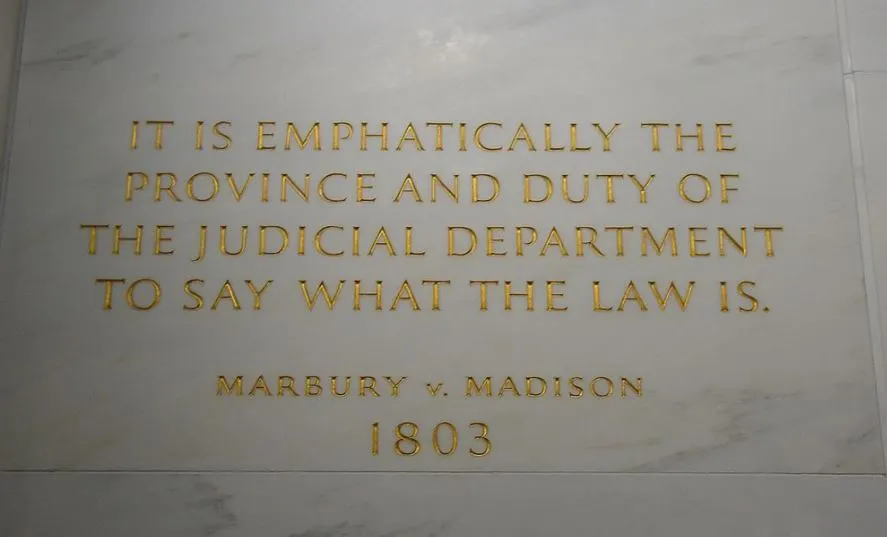 IT IS EMPHATICALLY THE
PROVINCE AND DUTY OF
THE JUDICIAL DEPARTMENT
TO SAY WHAT THE LAW IS.
MARBURY v. MADISON
1803